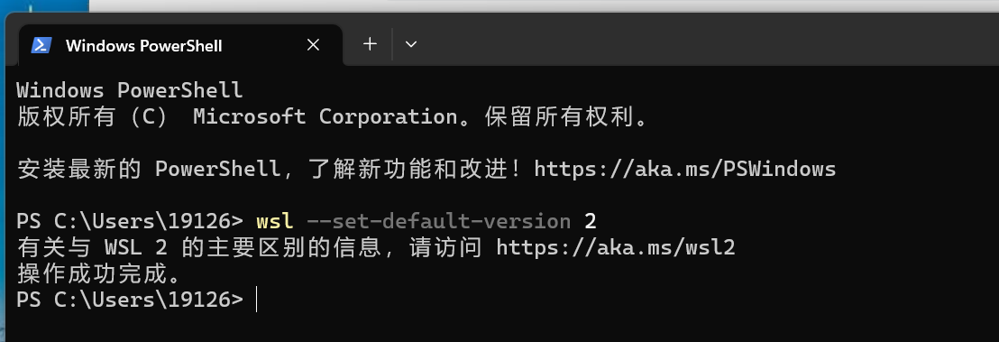 Windows PowerShell
Windows PowerShell
版权所有（C） Microsoft Corporation。保留所有权利。
安装最新的 PowerShell，了解新功能和改进！https://aka.ms/PSWindows
PS C:\Users\19126> wsl --set-default-version 2
有关与 WSL 2 的主要区别的信息，请访问 https://aka.ms/wsl2
操作成功完成。
PS C:\Users\19126>